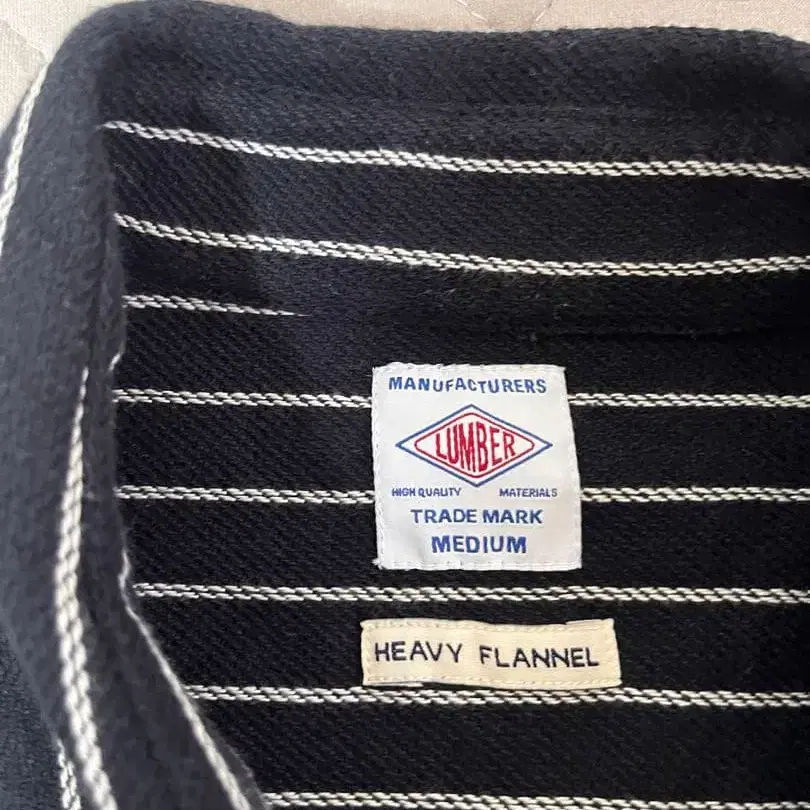 MANUFACTURERS
LUMBER
HIGH QUALITY MATERIALS
TRADE MARK
MEDIUM
HEAVY FLANNEL